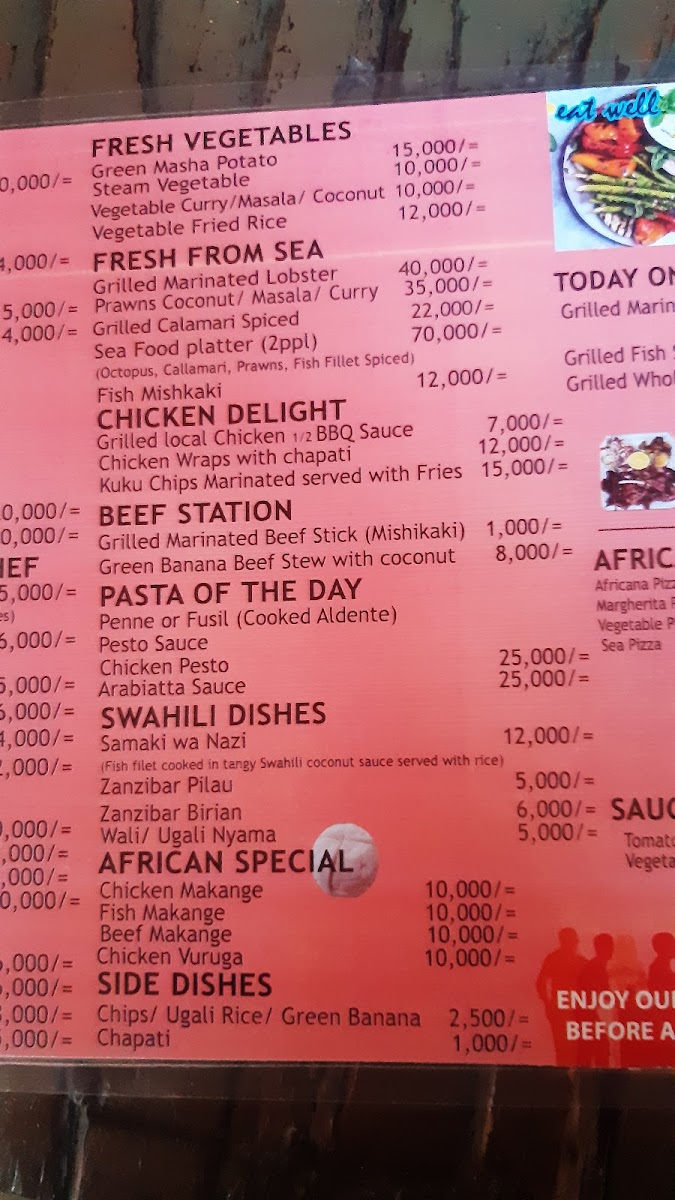 FRESH VEGETABLES
Green Masha Potato 15,000/=
Steam Vegetable 10,000/=
Vegetable Curry/Masala/ Coconut 10,000/=
Vegetable Fried Rice 12,000/=
FRESH FROM SEA
Grilled Marinated Lobster 40,000/=
Prawns Coconut/ Masala/ Curry 35,000/=
Grilled Calamari Spiced 22,000/=
Sea Food platter (2ppl) 70,000/=
(Octopus, Callamari, Prawns, Fish Fillet Spiced)
Fish Mishkaki 12,000/=
CHICKEN DELIGHT
Grilled local Chicken 1/2 BBQ Sauce 7,000/=
Chicken Wraps with chapati 12,000/=
Kuku Chips Marinated served with Fries 15,000/=
BEEF STATION
Grilled Marinated Beef Stick (Mishikaki) 1,000/=
Green Banana Beef Stew with coconut 8,000/=
PASTA OF THE DAY
Penne or Fusil (Cooked Aldente)
Pesto Sauce
Chicken Pesto 25,000/=
Arabiatta Sauce 25,000/=
SWAHILI DISHES
Samaki wa Nazi 12,000/=
(Fish filet cooked in tangy Swahili coconut sauce served with rice)
Zanzibar Pilau 5,000/=
Zanzibar Birian 6,000/=
Wali/ Ugali Nyama 5,000/=
AFRICAN SPECIAL
Chicken Makange 10,000/=
Fish Makange 10,000/=
Beef Makange 10,000/=
Chicken Vuruga 10,000/=
SIDE DISHES
Chips/ Ugali Rice/ Green Banana 2,500/=
Chapati 1,000/=
eat well
TODAY
Grilled
Grilled Fish
Grilled
Africana
Margherita
Vegetable
Sea Pizza
ENJOY
BEFORE